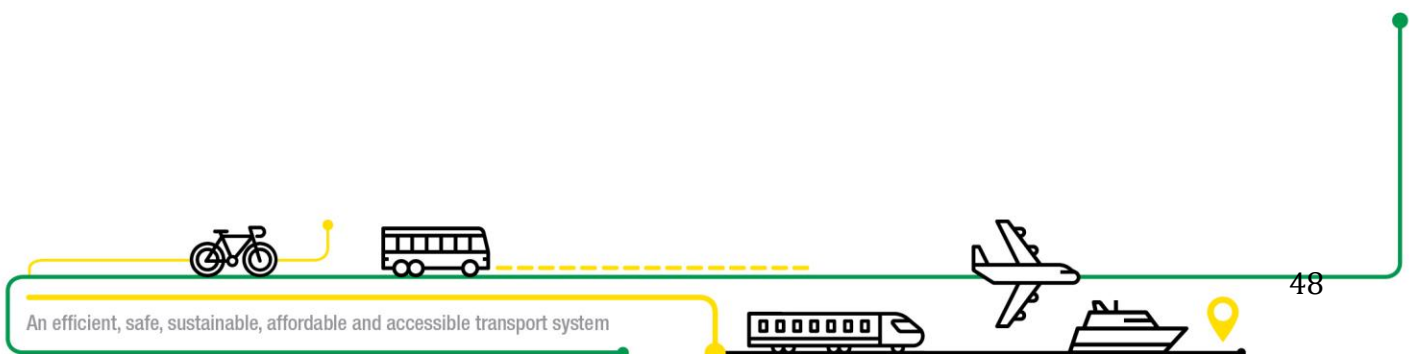 48
An efficient, safe, sustainable, affordable and accessible transport system